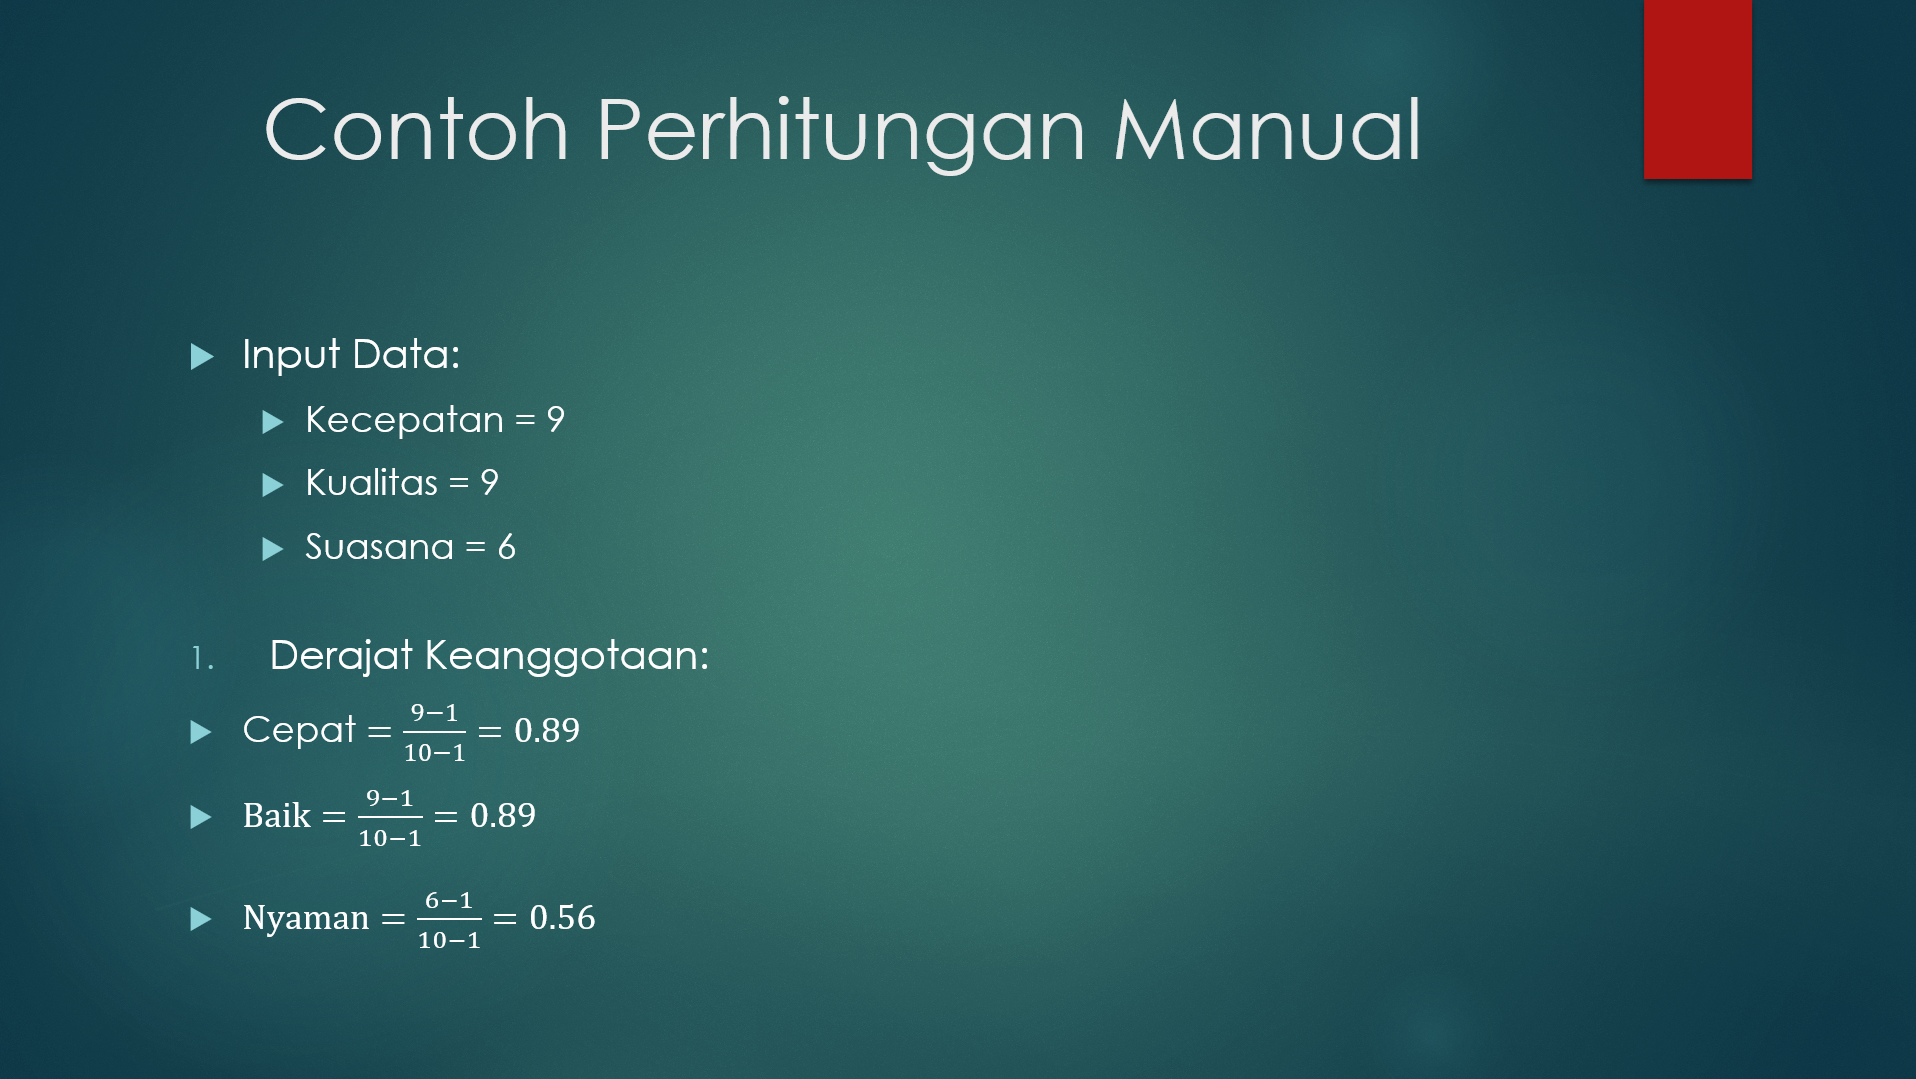 Contoh Perhitungan Manual
Input Data:
Kecepatan = 9
Kualitas = 9
Suasana = 6
1. Derajat Keanggotaan:
Cepat = \frac{9−1}{10−1} = 0.89
Baik = \frac{9−1}{10−1} = 0.89
Nyaman = \frac{6−1}{10−1} = 0.56